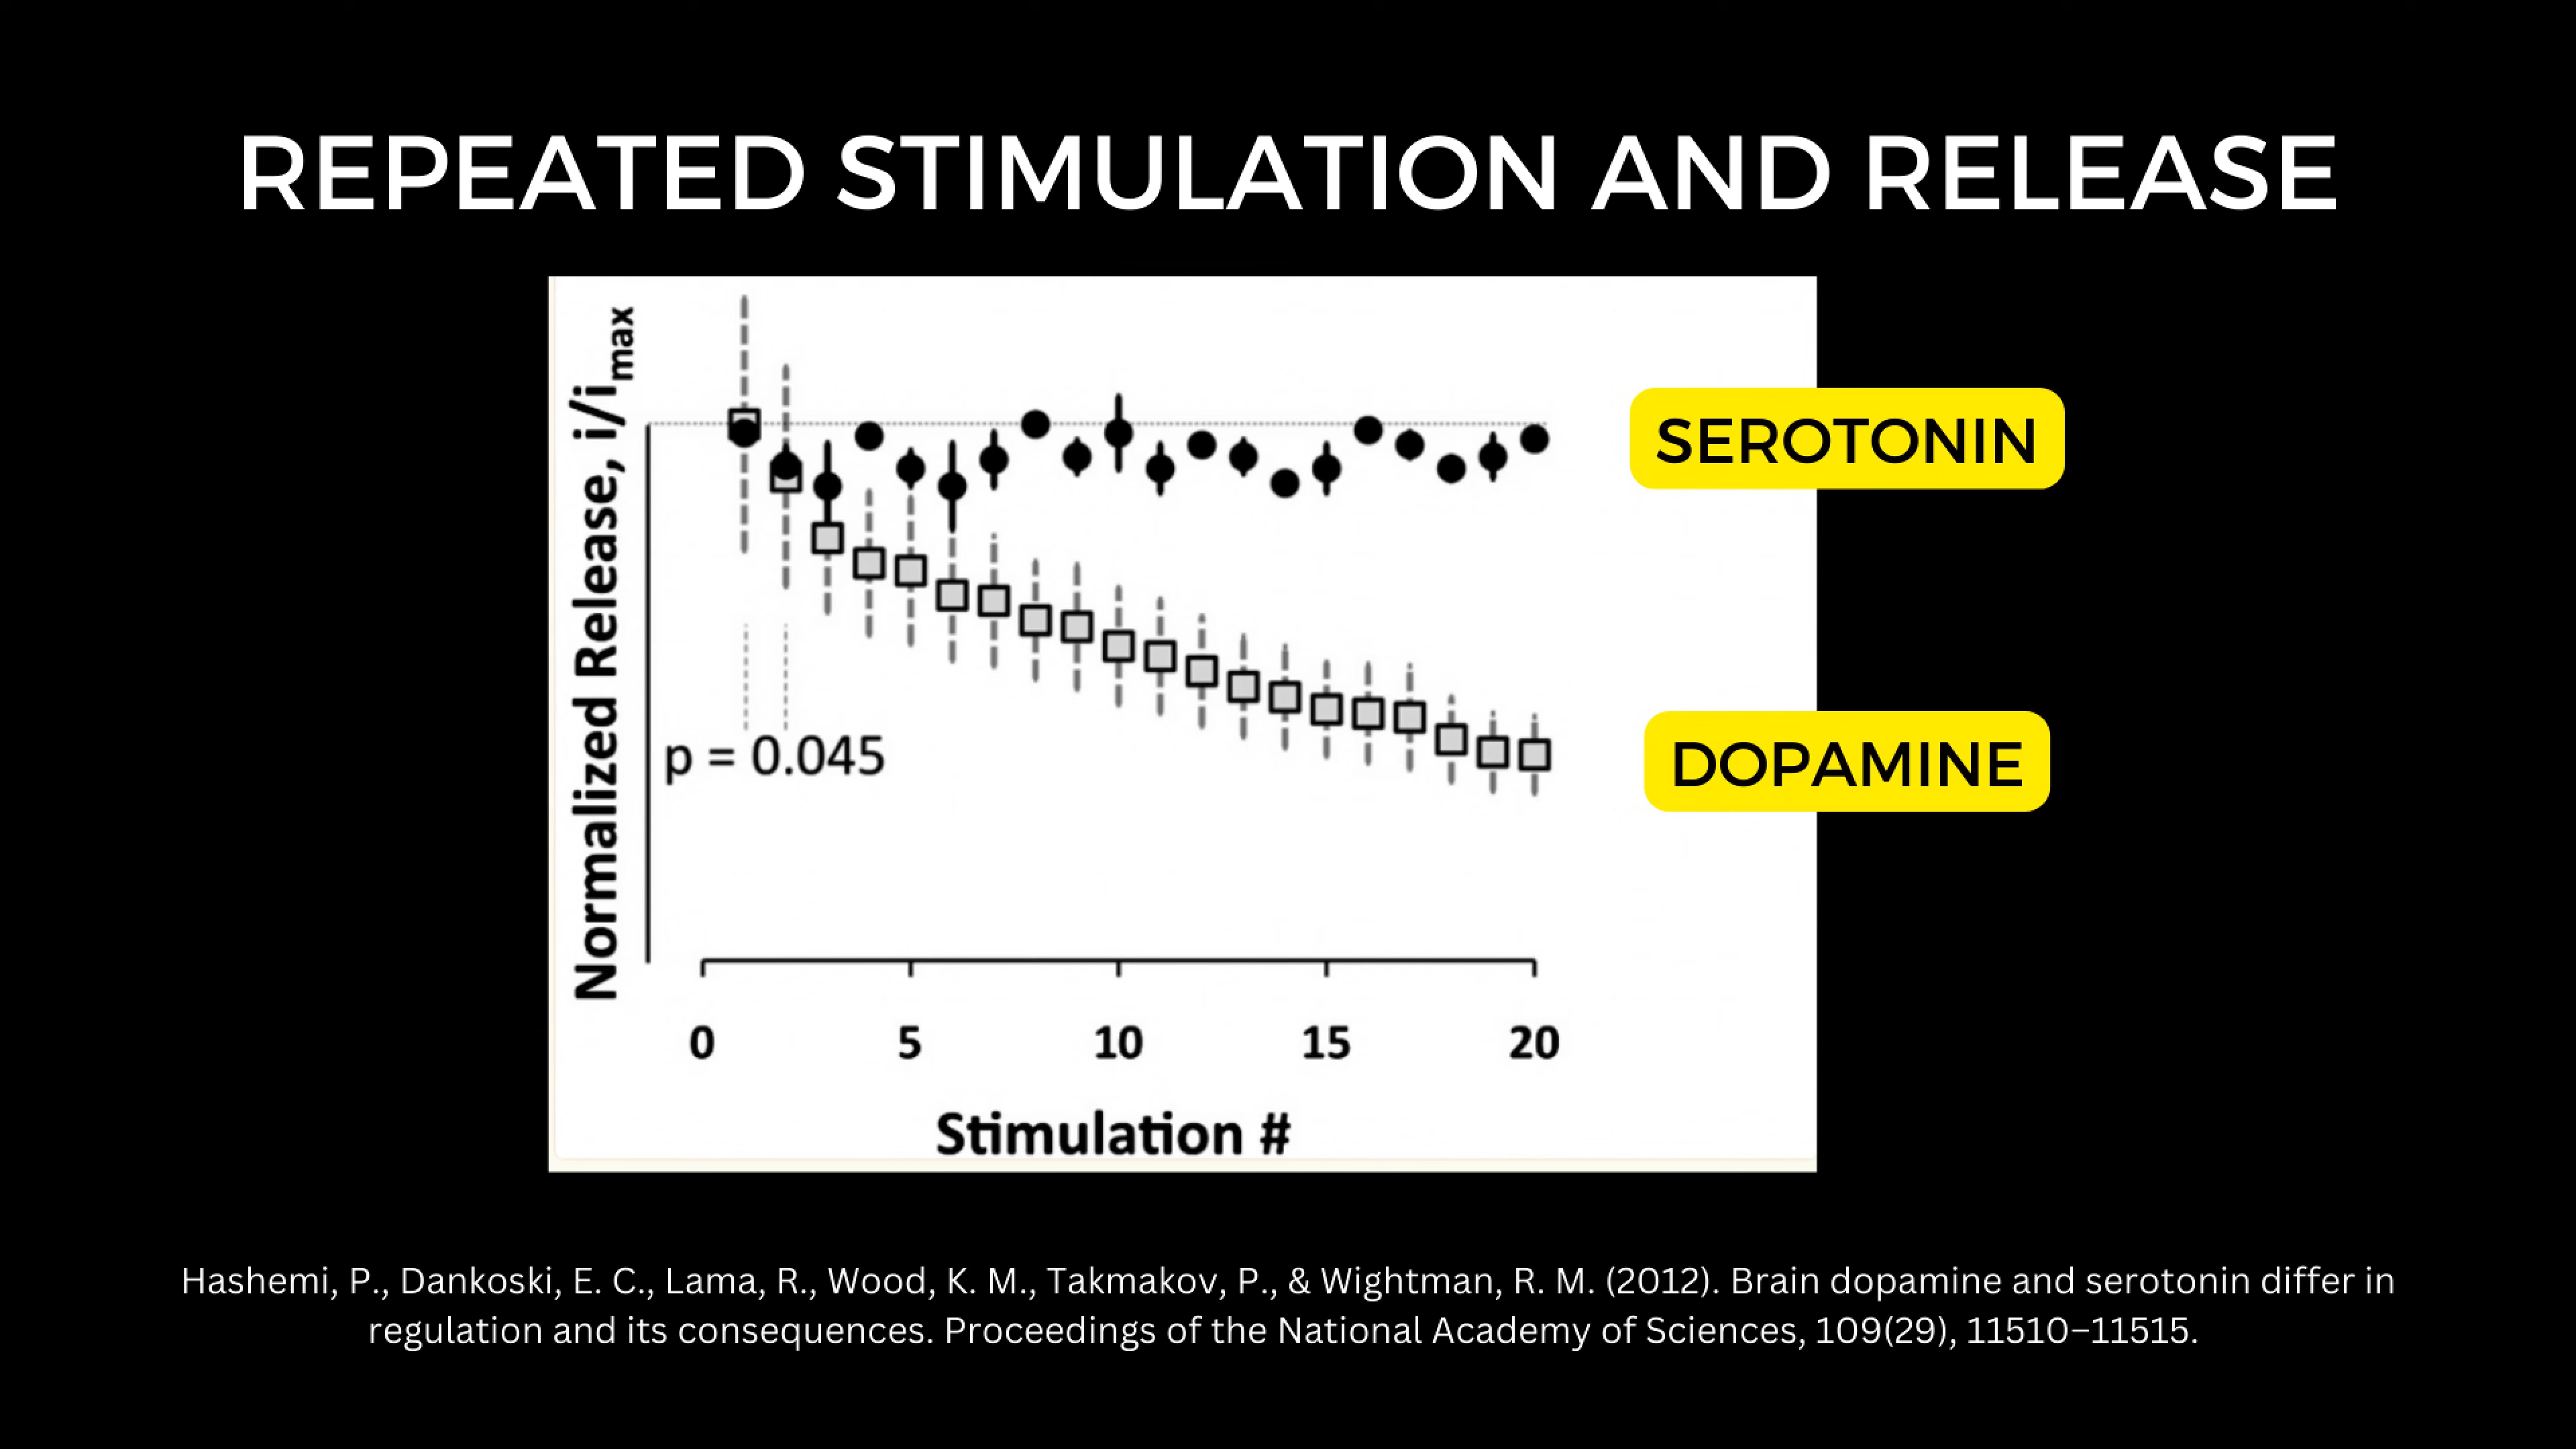 REPEATED STIMULATION AND RELEASE
Normalized Release, i/imax
SEROTONIN
DOPAMINE
p = 0.045
0 5 10 15 20
Stimulation #
Hashemi, P., Dankoski, E. C., Lama, R., Wood, K. M., Takmakov, P., & Wightman, R. M. (2012). Brain dopamine and serotonin differ in
regulation and its consequences. Proceedings of the National Academy of Sciences, 109(29), 11510–11515.